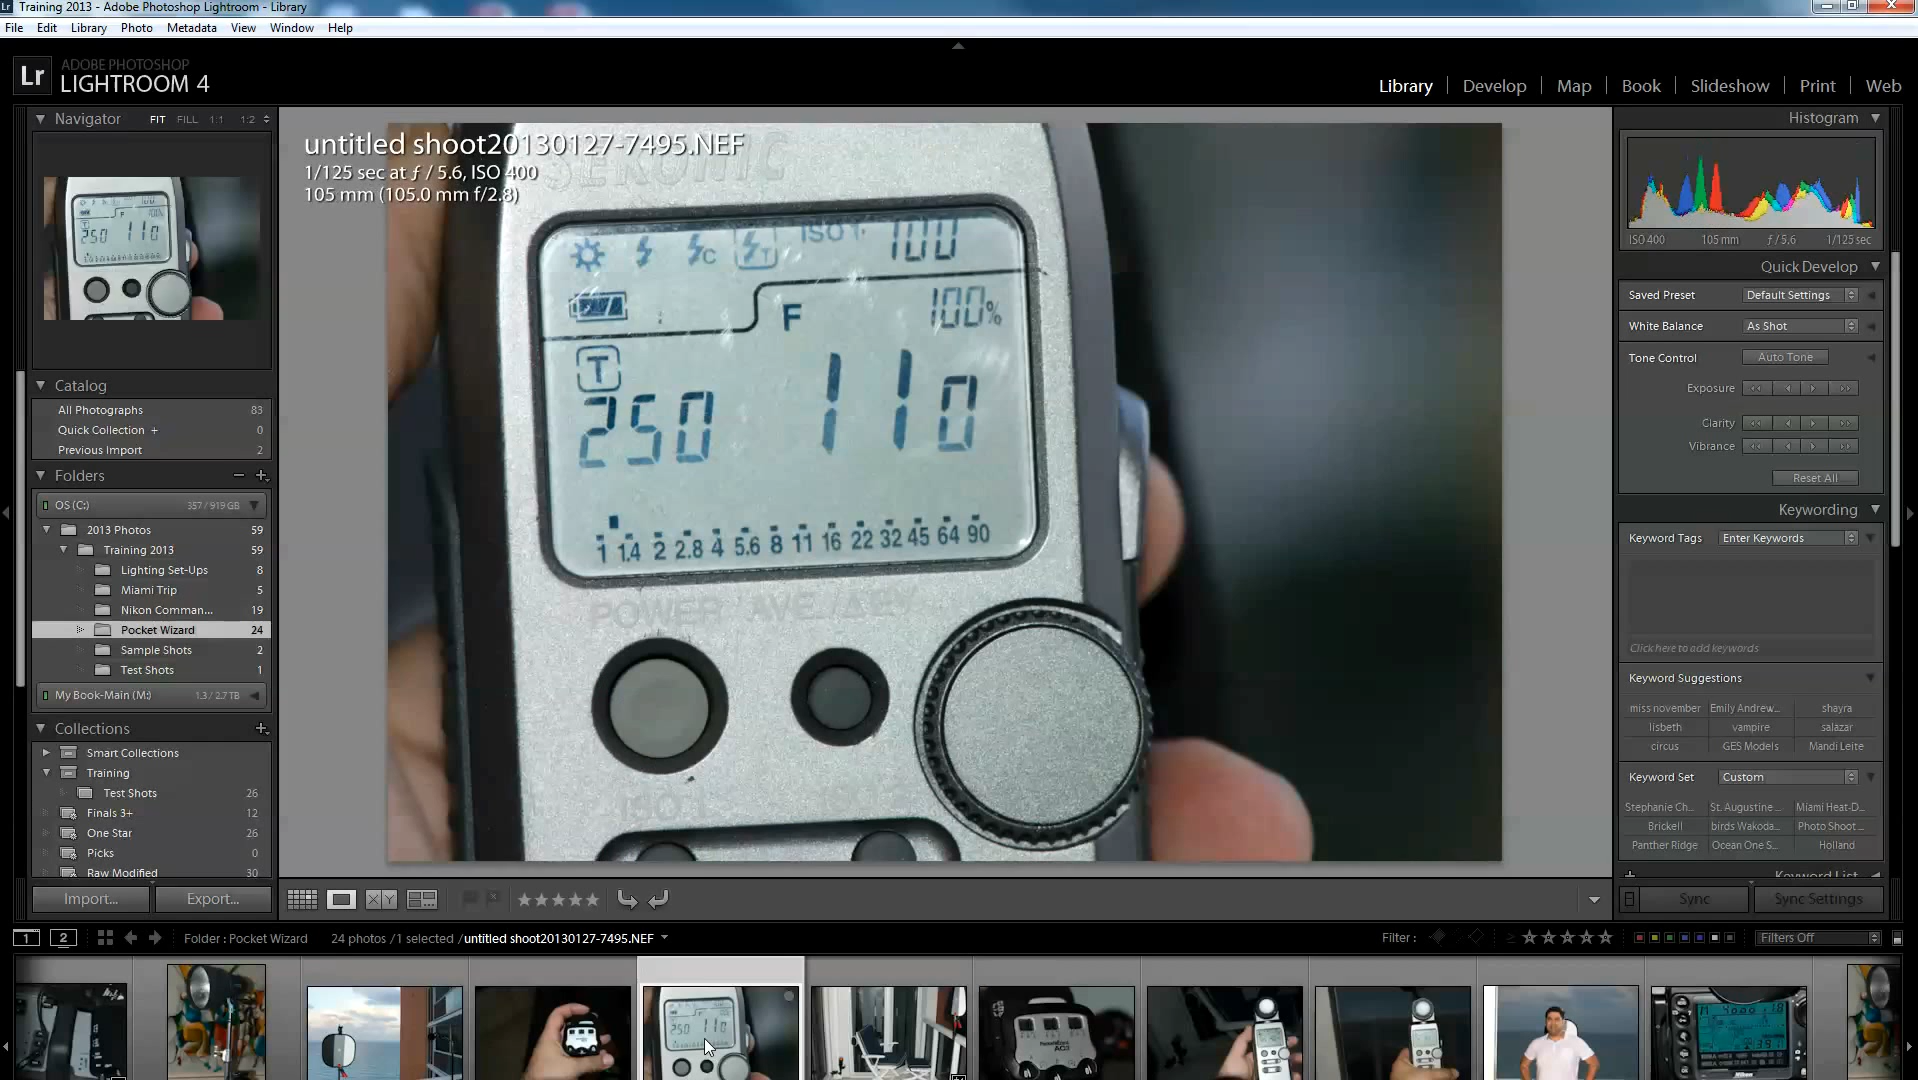 Training 2013 - Adobe Photoshop Lightroom - Library
File Edit Library Photo Metadata View Window Help
Lr
ADOBE PHOTOSHOP
LIGHTROOM 4
Library Develop Map Book Slideshow Print Web
Navigator FIT FILL 1:1 1:2
Catalog
All Photographs 83
Quick Collection + 0
Previous Import 2
Folders
OS (C:) 357 / 919 GB
2013 Photos 59
Training 2013 59
Lighting Set-Ups 8
Miami Trip 5
Nikon Comman... 19
Pocket Wizard 24
Sample Shots 2
Test Shots 1
My Book-Main (M:) 1.3 / 2.7 TB
Collections
Smart Collections
Training
Test Shots 26
Finals 3+ 12
One Star 26
Picks 0
Raw Modified 30
Import... Export...
untitled shoot20130127-7495.NEF
1/125 sec at ƒ / 5.6, ISO 400
105 mm (105.0 mm f/2.8)
SEKONIC
C T ISO 1 100
F 100%
T
250 11 0
1 1.4 2 2.8 4 5.6 8 11 16 22 32 45 64 90
POWER
ISO 1
Histogram
ISO 400 105 mm ƒ / 5.6 1/125 sec
Quick Develop
Saved Preset Default Settings
White Balance As Shot
Tone Control Auto Tone
Exposure
Clarity
Vibrance
Reset All
Keywording
Keyword Tags Enter Keywords
Click here to add keywords
Keyword Suggestions
miss november Emily Andrew... shayra
lisbeth vampire salazar
circus GES Models Mandi Leite
Keyword Set Custom
Stephanie Ch... St. Augustine ... Miami Heat-D...
Brickell birds Wakoda... Photo Shoot ...
Panther Ridge Ocean One S... Holland
Keyword List
Sync Sync Settings
XY
1 2 Folder : Pocket Wizard 24 photos / 1 selected / untitled shoot20130127-7495.NEF Filter : Filters Off